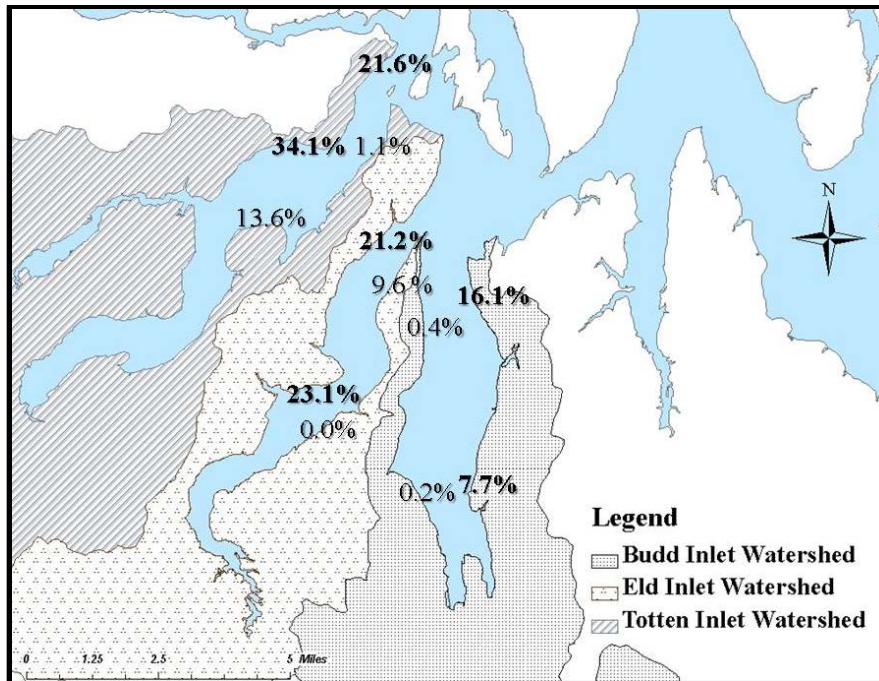 21.6%
34.1% 1.1%
N
13.6%
21.2%
9.6%
16.1%
0.4%
23.1%
0.0%
0.2% 7.7%
Legend
Budd Inlet Watershed
Eld Inlet Watershed
Totten Inlet Watershed
0 1.25 2.5 5 Miles